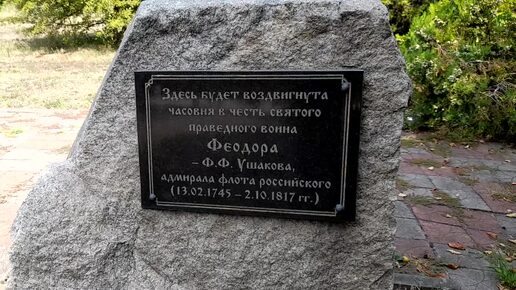 Здесь будет воздвигнута
часовня в честь святого
праведного воина
Феодора
– Ф.Ф. Ушакова,
адмирала флота российского
(13.02.1745 – 2.10.1817 гг.)